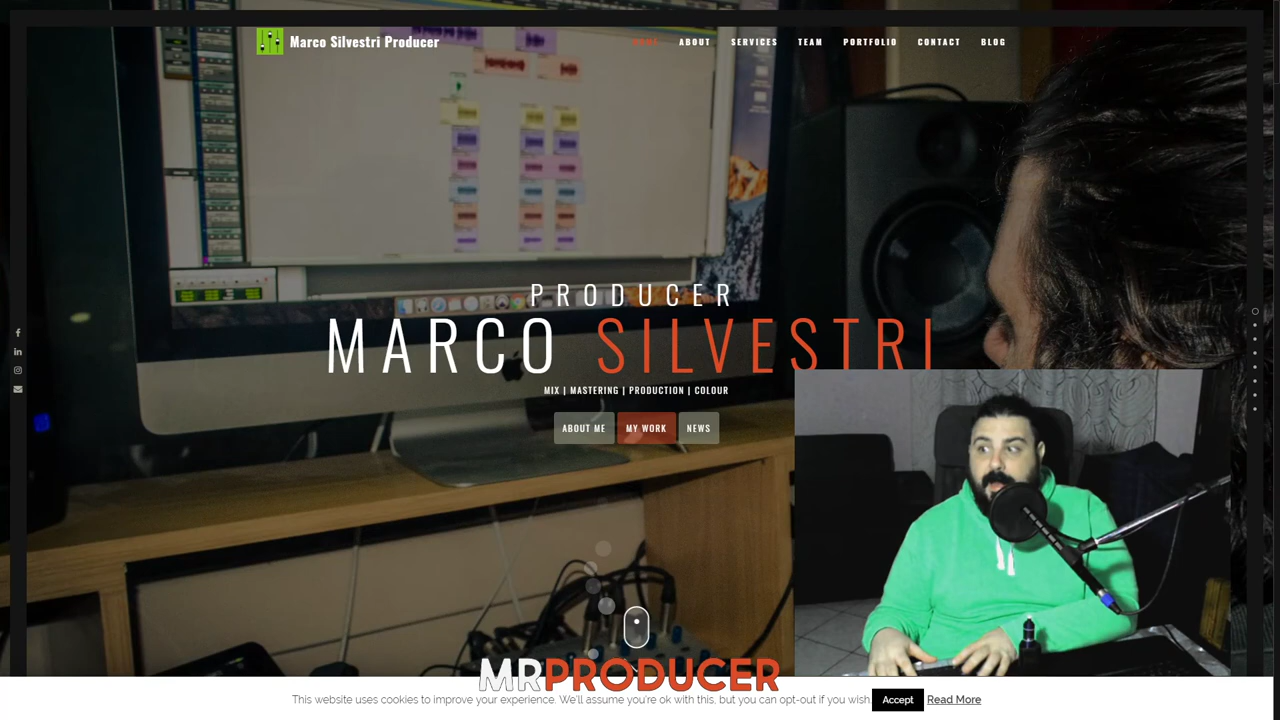 Marco Silvestri Producer
HOME ABOUT SERVICES TEAM PORTFOLIO CONTACT BLOG
PRODUCER
MARCO SILVESTRI
MIX | MASTERING | PRODUCTION | COLOUR
ABOUT ME MY WORK NEWS
MRPRODUCER
This website uses cookies to improve your experience. We'll assume you're ok with this, but you can opt-out if you wish. Accept Read More